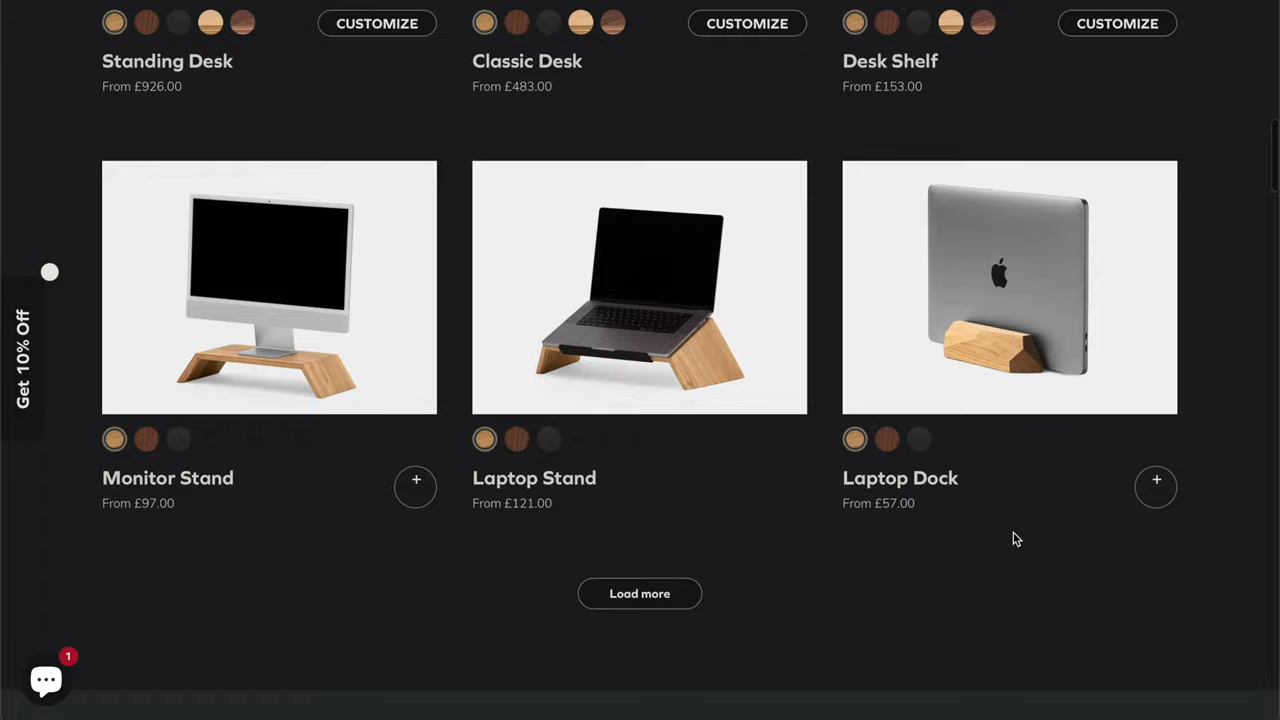 CUSTOMIZE
CUSTOMIZE
CUSTOMIZE
Standing Desk
Classic Desk
Desk Shelf
From £926.00
From £483.00
From £153.00
Get 10% Off
Monitor Stand
+
Laptop Stand
Laptop Dock
+
From £97.00
From £121.00
From £57.00
Load more
1